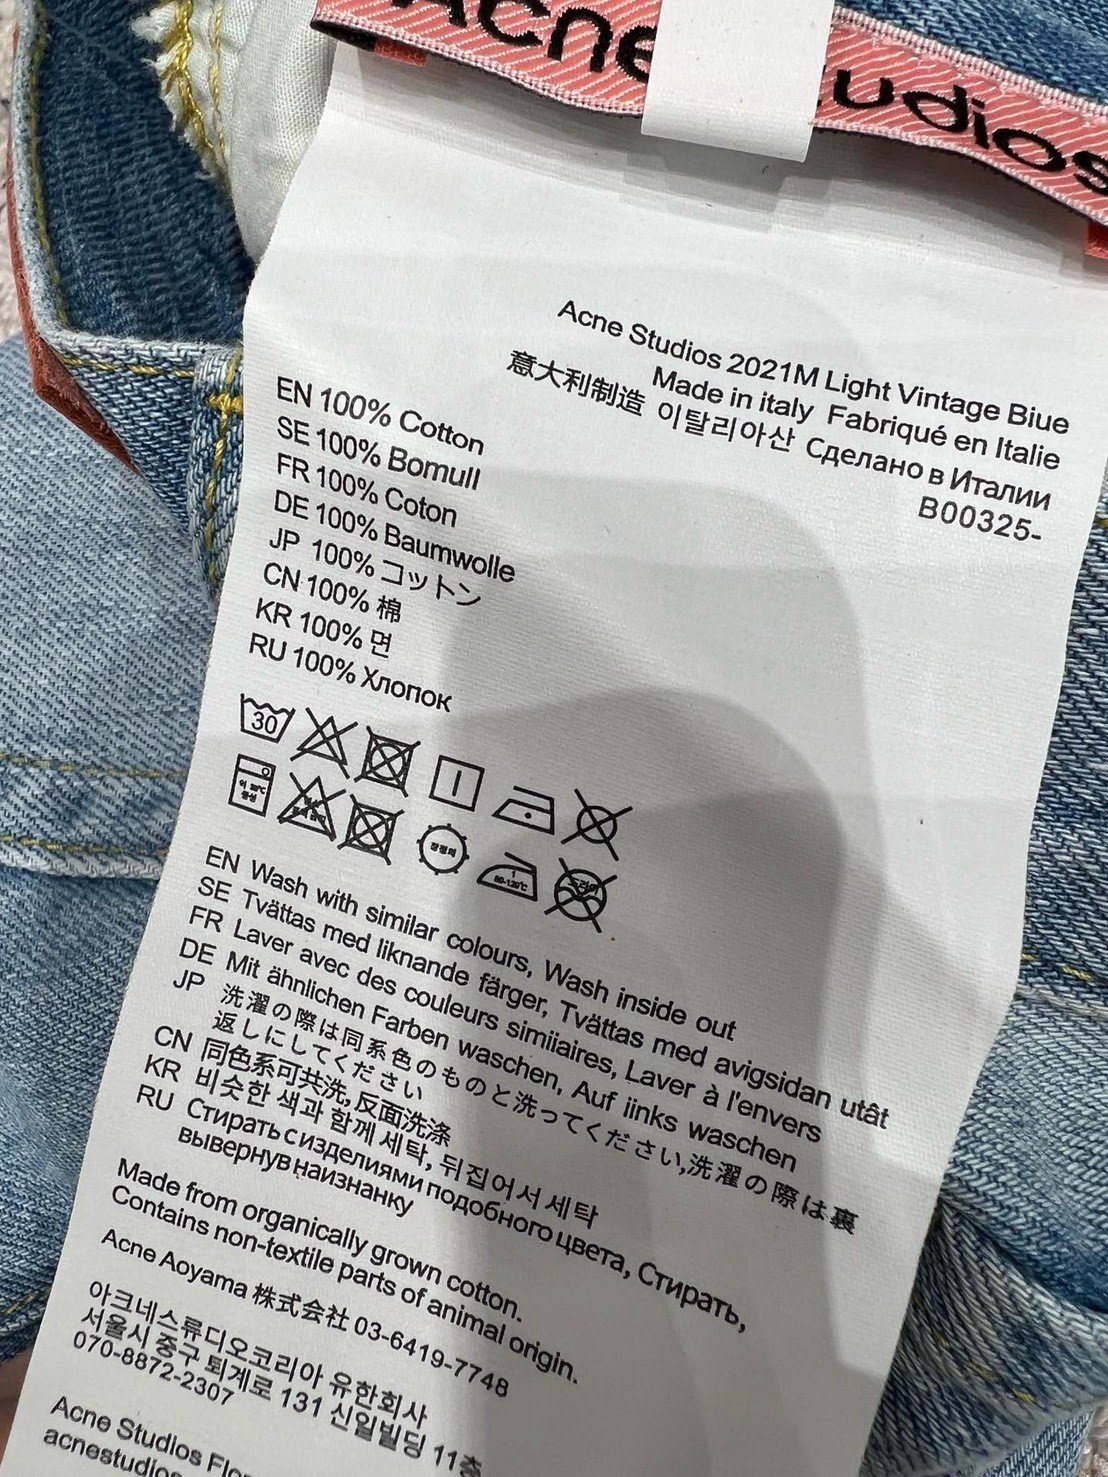 Acne Studios
Acne Studios 2021M Light Vintage Biue
Made in italy Fabriqué en Italie
意大利制造 이탈리아산 Сделано в Италии
B00325-
EN 100% Cotton
SE 100% Bomull
FR 100% Coton
DE 100% Baumwolle
JP 100% コットン
CN 100% 棉
KR 100% 면
RU 100% Хлопок
30
EN Wash with similar colours, Wash inside out
SE Tvättas med liknande färger, Tvättas med avigsidan utåt
FR Laver avec des couleurs simiiaires, Laver à l'envers
DE Mit ähnlichen Farben waschen, Auf iinks waschen
JP 洗濯の際は同系色のものと洗ってください,洗濯の際は裏
返しにしてください
CN 同色系可共洗,反面洗涤
KR 비슷한 색과 함께 세탁, 뒤집어서 세탁
RU Стирать с изделиями подобного цвета, Стирать,
вывернув наизнанку
Made from organically grown cotton.
Contains non-textile parts of animal origin.
Acne Aoyama 株式会社 03-6419-7748
아크네스튜디오코리아 유한회사
서울시 중구 퇴계로 131 신일빌딩 11층
070-8872-2307
Acne Studios
acnestudios